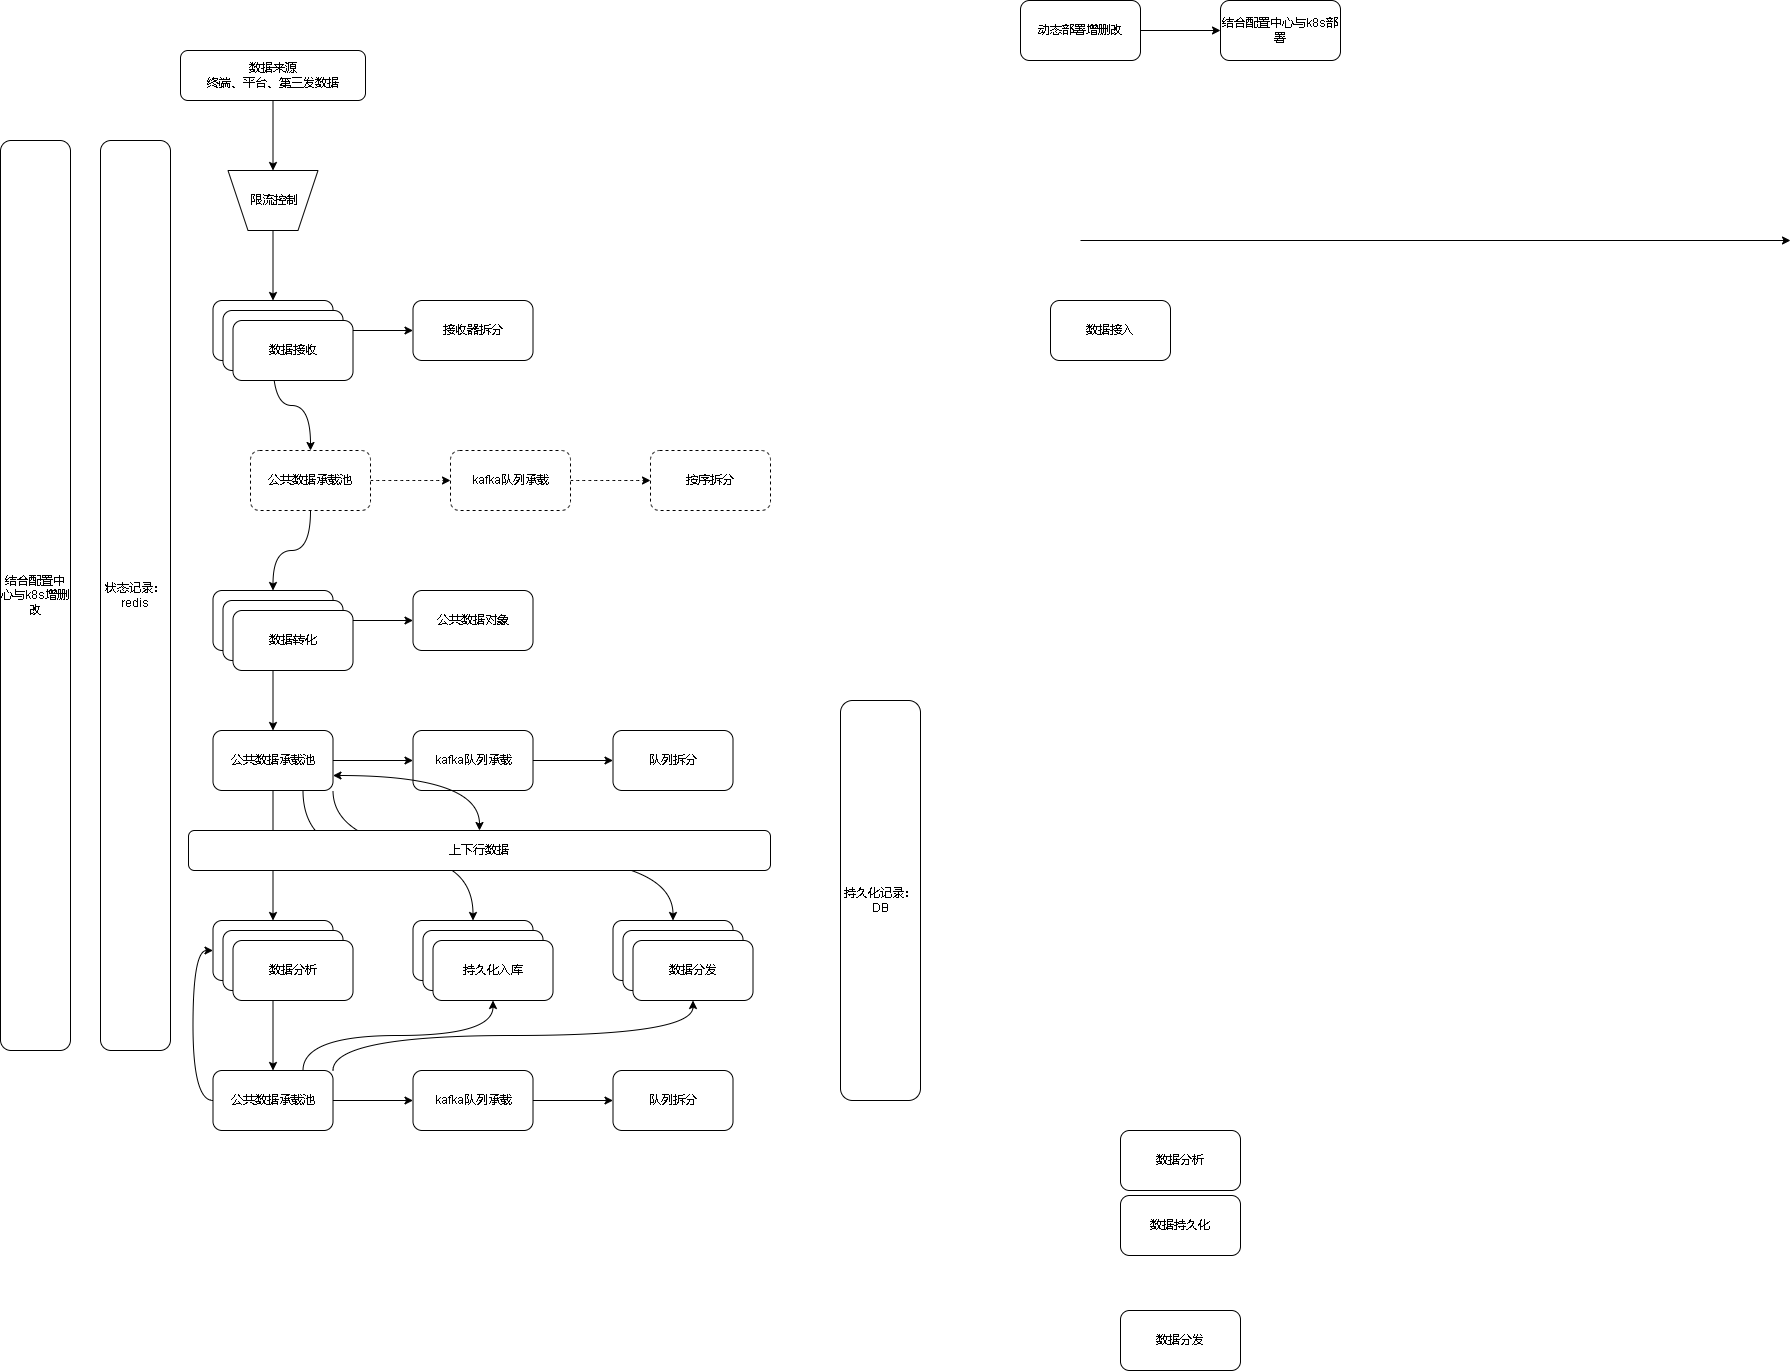 动态部署增删改
结合配置中心与k8s部
署
数据来源
终端、平台、第三发数据
限流控制
数据接收
接收器拆分
数据接入
公共数据承载池
kafka队列承载
按序拆分
结合配置中
心与k8s增删
改
状态记录：
redis
数据转化
公共数据对象
公共数据承载池
kafka队列承载
队列拆分
上下行数据
持久化记录：
DB
数据分析
持久化入库
数据分发
公共数据承载池
kafka队列承载
队列拆分
数据分析
数据持久化
数据分发